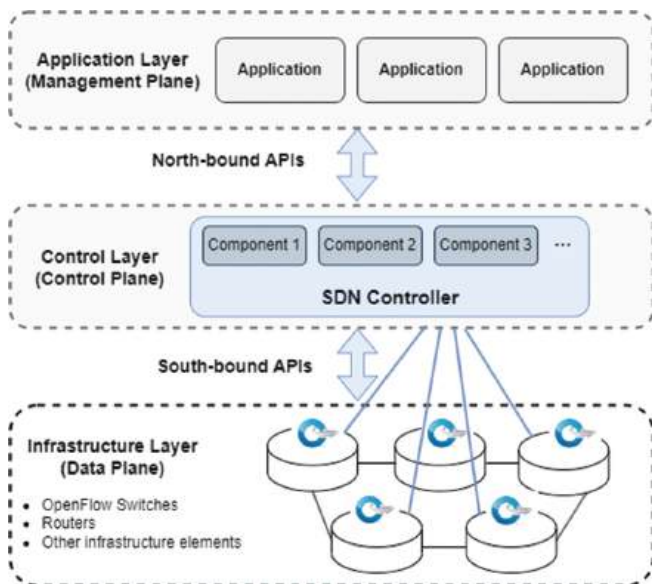 Application Layer
(Management Plane)
Application
Application
Application
North-bound APIs
Control Layer
(Control Plane)
Component 1
Component 2
Component 3
...
SDN Controller
South-bound APIs
Infrastructure Layer
(Data Plane)
• OpenFlow Switches
• Routers
• Other infrastructure elements